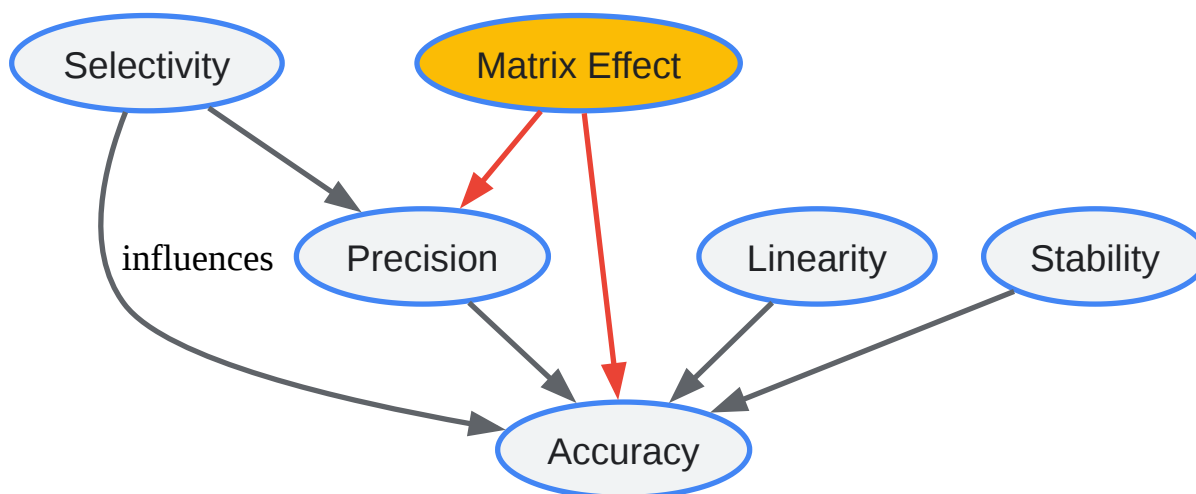 Selectivity
Matrix Effect
influences
Precision
Linearity
Stability
Accuracy